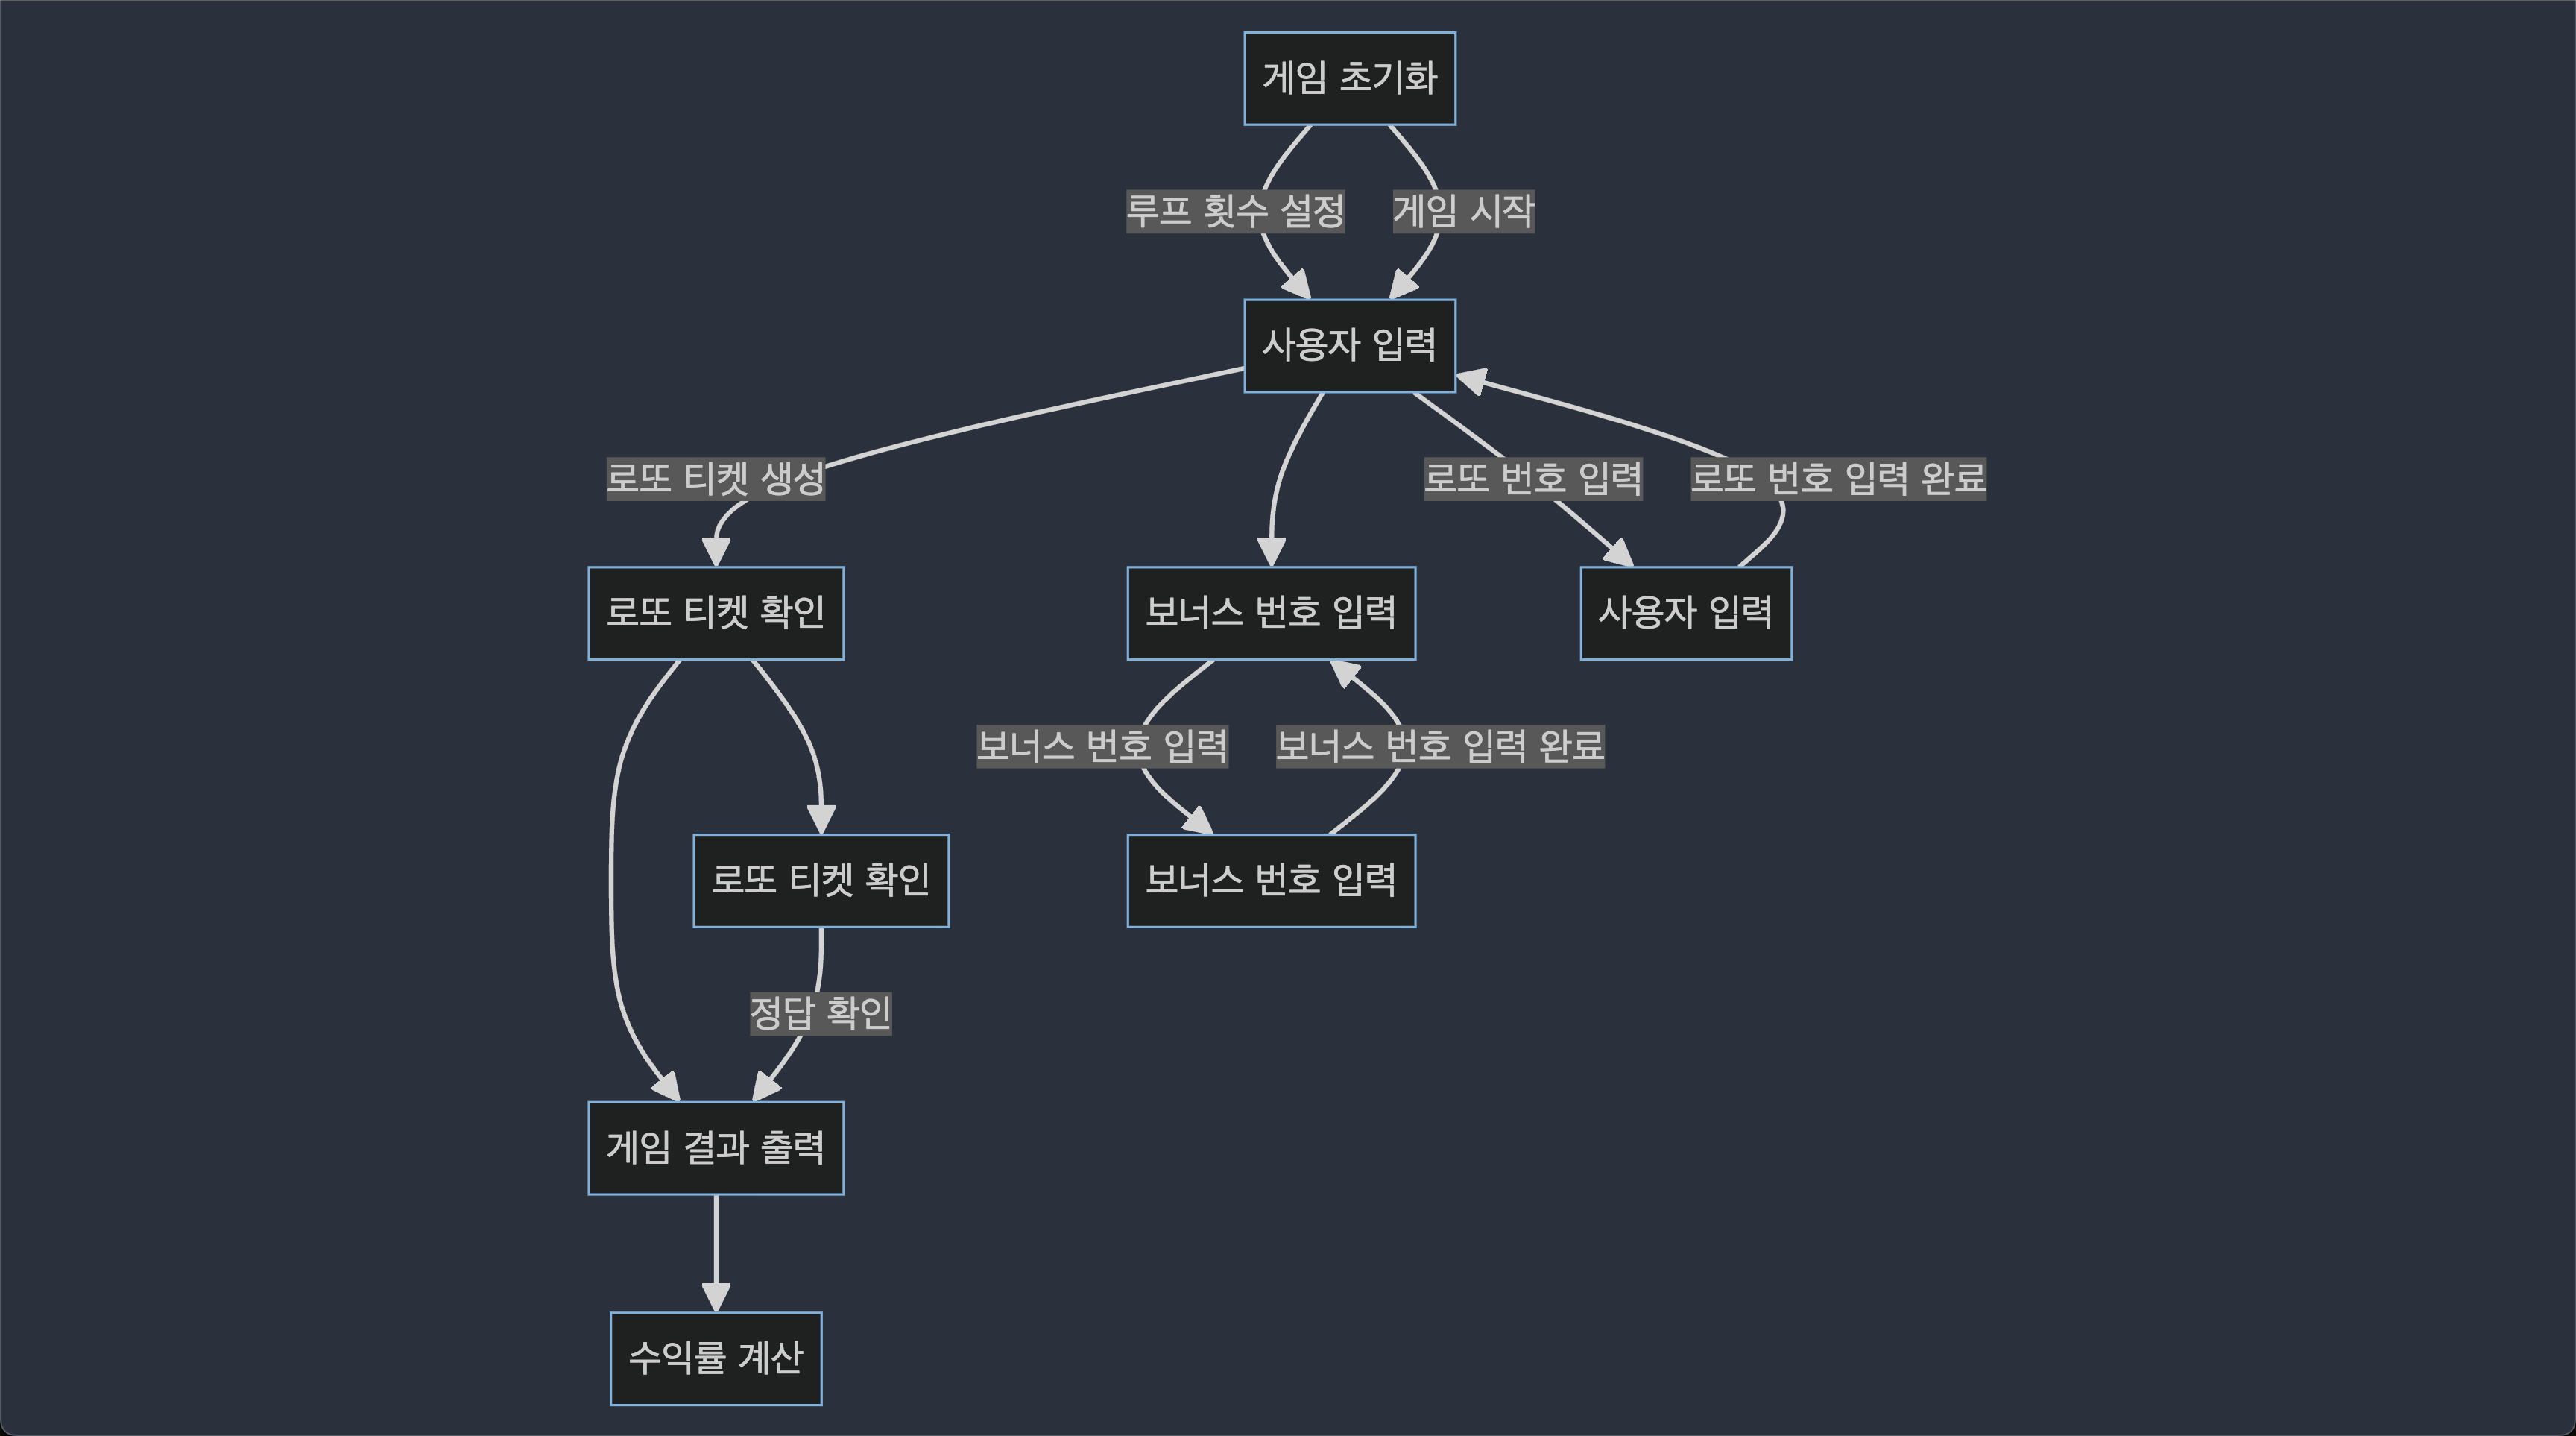 게임 초기화
루프 횟수 설정
게임 시작
사용자 입력
로또 티켓 생성
로또 번호 입력
로또 번호 입력 완료
로또 티켓 확인
보너스 번호 입력
사용자 입력
보너스 번호 입력
보너스 번호 입력 완료
로또 티켓 확인
보너스 번호 입력
정답 확인
게임 결과 출력
수익률 계산